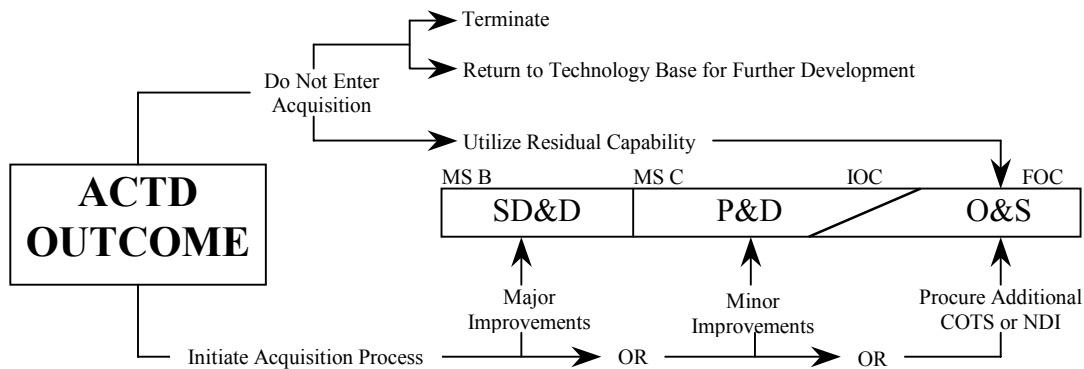 Terminate
Return to Technology Base for Further Development
Do Not Enter
Acquisition
Utilize Residual Capability
ACTD
OUTCOME
MS B
MS C
IOC
FOC
SD&D
P&D
O&S
Major
Improvements
Minor
Improvements
Procure Additional
COTS or NDI
Initiate Acquisition Process
OR
OR